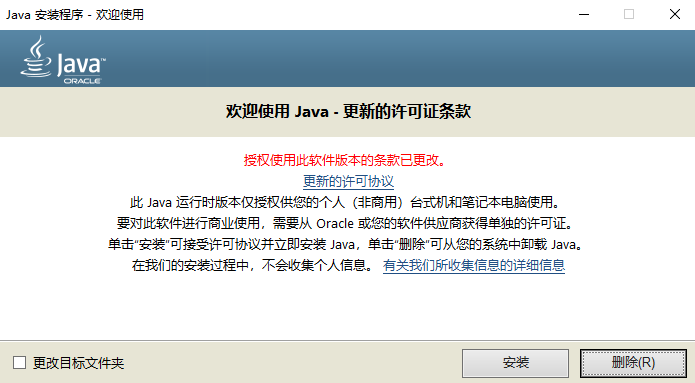 Java 安装程序 - 欢迎使用
Java™
ORACLE
欢迎使用 Java - 更新的许可证条款
授权使用此软件版本的条款已更改。
更新的许可协议
此 Java 运行时版本仅授权供您的个人（非商用）台式机和笔记本电脑使用。
要对此软件进行商业使用，需要从 Oracle 或您的软件供应商获得单独的许可证。
单击“安装”可接受许可协议并立即安装 Java，单击“删除”可从您的系统中卸载 Java。
在我们的安装过程中，不会收集个人信息。 有关我们所收集信息的详细信息
更改目标文件夹 安装 删除(R)